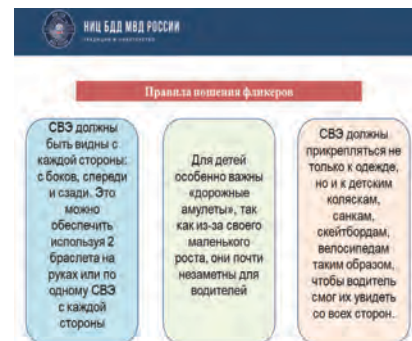 НИЦ БДД МВД РОССИИ
Правила ношения фликеров
СВЭ должны
быть видны с
каждой стороны:
с боков, спереди
и сзади. Это
можно
обеспечить
используя 2
браслета на
руках или по
одному СВЭ
с каждой
стороны
Для детей
особенно важны
«дорожные
амулеты», так
как из-за своего
маленького
роста, они почти
незаметны для
водителей
СВЭ должны
прикрепляться не
только к одежде,
но и к детским
коляскам,
санкам,
скейтбордам,
велосипедам
таким образом,
чтобы водитель
смог их увидеть
со всех сторон.